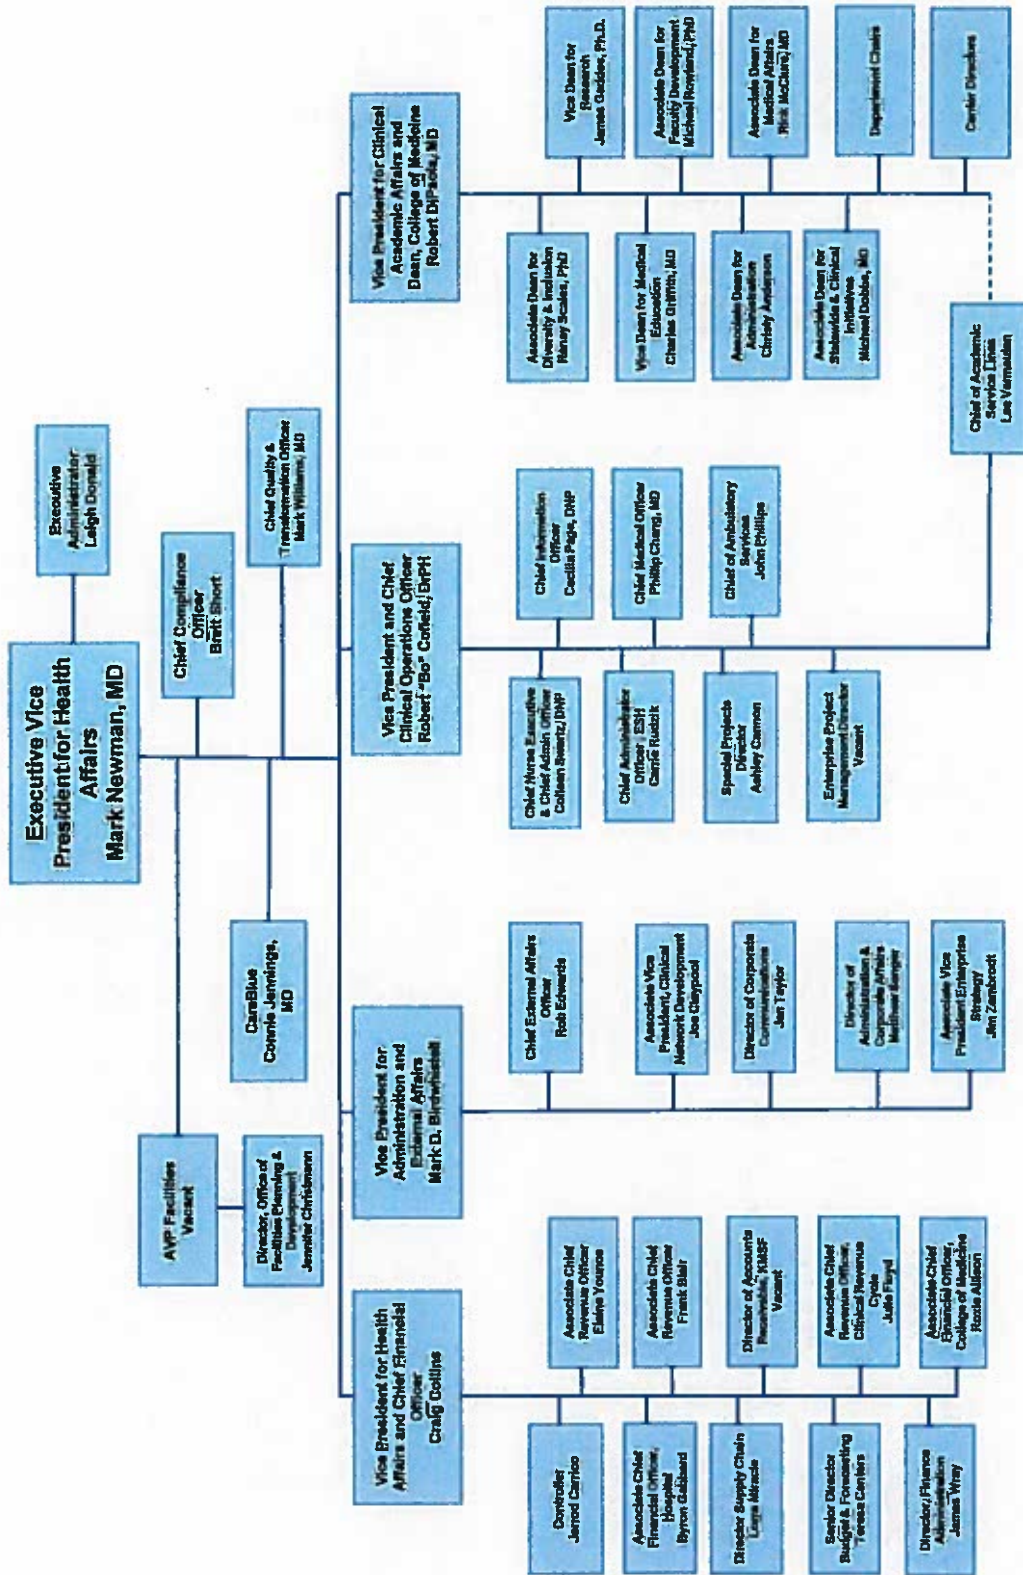 Executive Vice
President for Health
Affairs
Mark Newman, MD
Executive
Administrator
Leigh Donald
Chief Compliance
Officer
Brett Short
Chief Quality &
Transformation Officer
Mark Williams, MD
CareBlue
Connie Jennings,
MD
AVP Facilities
Vacant
Director, Office of
Facilities Planning &
Development
Jennifer Christmann
Vice President for Health
Affairs and Chief Financial
Officer
Craig Collins
Controller
Jarrod Carrico
Associate Chief
Financial Officer,
Hospital
Byron Gabbard
Director Supply Chain
Miracle
Senior Director
Budget & Forecasting
Teresa Centers
Director, Finance
Administration
James Wray
Associate Chief
Revenue Officer
Elaine Younce
Associate Chief
Revenue Officer
Frank Blair
Director of Accounts
Receivable, KMSF
Vacant
Associate Chief
Revenue Officer,
Clinical Revenue
Cycle
Julie Floyd
Associate Chief
Financial Officer,
College of Medicine
Allison
Vice President for
Administration and
External Affairs
Mark D. Birdwhistell
Chief External Affairs
Officer
Rob Edwards
Associate Vice
President, Clinical
Network Development
Joe Claypool
Director of Corporate
Communications
Jan Taylor
Director of
Administration &
Corporate Affairs
Associate Vice
President Enterprise
Strategy
Jim Zembrodt
Vice President and Chief
Clinical Operations Officer
Robert "Bo" Cofield, DrPH
Chief Nurse Executive
& Chief Admin Officer
Colleen Swartz, DNP
Chief Administrator
Officer - ESH
Carrie Rudzik
Special Projects
Director
Ashley Carmon
Enterprise Project
Management Director
Vacant
Chief Information
Officer
Cecilia Page, DNP
Chief Medical Officer
Phillip Chang, MD
Chief of Ambulatory
Services
John Phillips
Chief of Academic
Service Lines
Lee Vermeulen
Vice President for Clinical
Academic Affairs and
Dean, College of Medicine
Robert DiPaola, MD
Associate Dean for
Diversity & Inclusion
Scales, PhD
Vice Dean for Medical
Education
Charles Griffith, MD
Associate Dean for
Administration
Christy Anderson
Associate Dean for
Statewide & Clinical
Initiatives
Michael Dobbs, MD
Vice Dean for
Research
James Geddes, Ph.D.
Associate Dean for
Faculty Development
Michael Rowland, PhD
Associate Dean for
Medical Affairs
Rick McClure, MD
Department Chairs
Center Directors